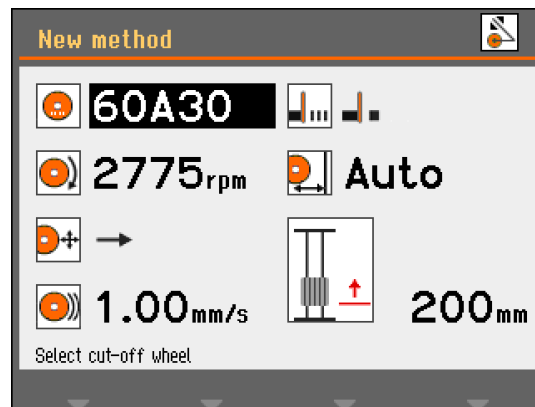 New method
60A30
2775rpm Auto
1.00mm/s 200mm
Select cut-off wheel